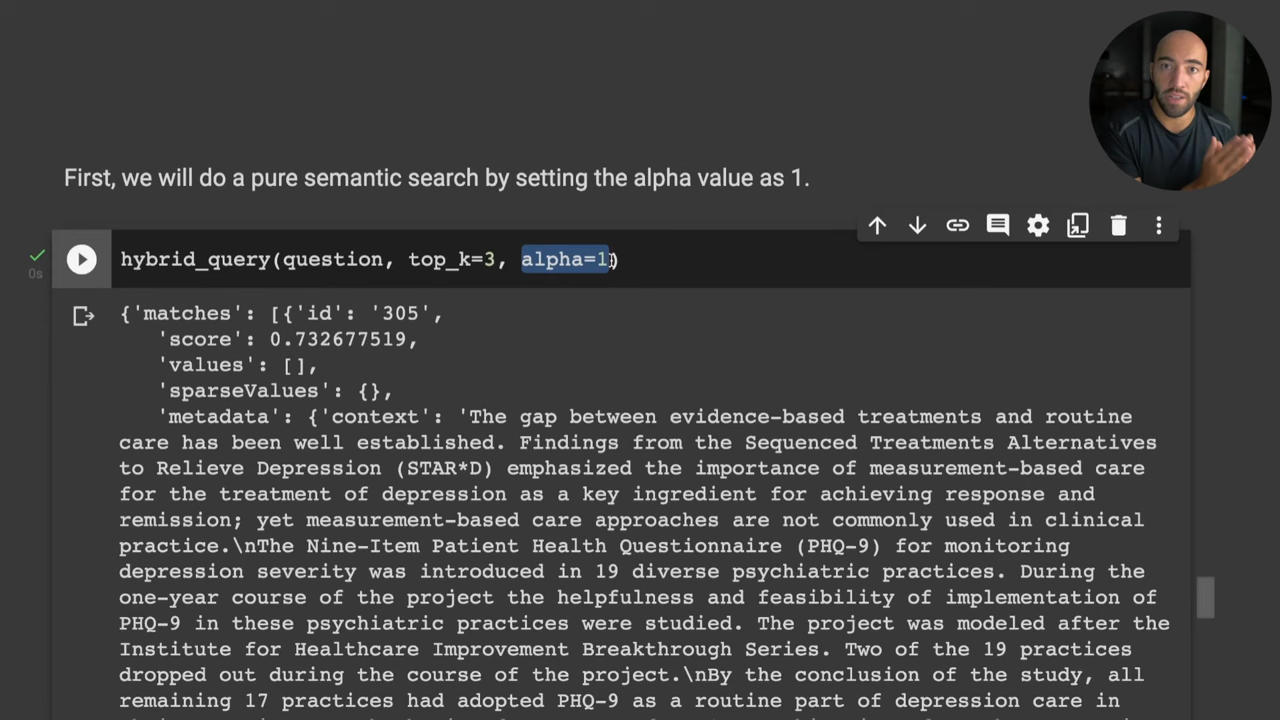 First, we will do a pure semantic search by setting the alpha value as 1.
hybrid_query(question, top_k=3, alpha=1)
0s
{'matches': [{'id': '305',
'score': 0.732677519,
'values': [],
'sparseValues': {},
'metadata': {'context': 'The gap between evidence-based treatments and routine
care has been well established. Findings from the Sequenced Treatments Alternatives
to Relieve Depression (STAR*D) emphasized the importance of measurement-based care
for the treatment of depression as a key ingredient for achieving response and
remission; yet measurement-based care approaches are not commonly used in clinical
practice.\nThe Nine-Item Patient Health Questionnaire (PHQ-9) for monitoring
depression severity was introduced in 19 diverse psychiatric practices. During the
one-year course of the project the helpfulness and feasibility of implementation of
PHQ-9 in these psychiatric practices were studied. The project was modeled after the
Institute for Healthcare Improvement Breakthrough Series. Two of the 19 practices
dropped out during the course of the project.\nBy the conclusion of the study, all
remaining 17 practices had adopted PHQ-9 as a routine part of depression care in